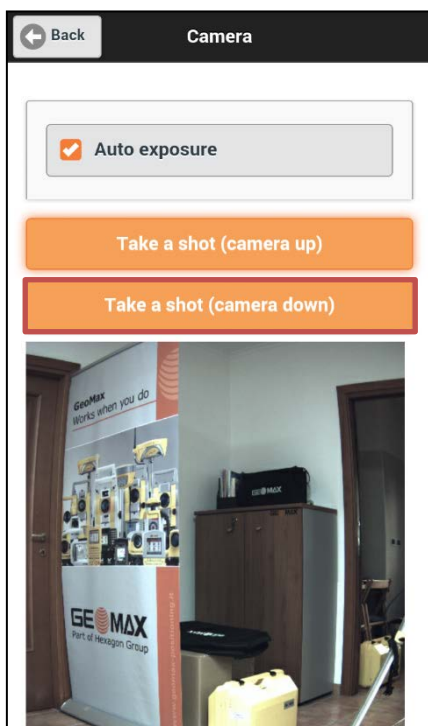 Back
Camera
Auto exposure
Take a shot (camera up)
Take a shot (camera down)
GeoMax
Works when you do
GEOMAX
GEOMAX
Part of Hexagon Group